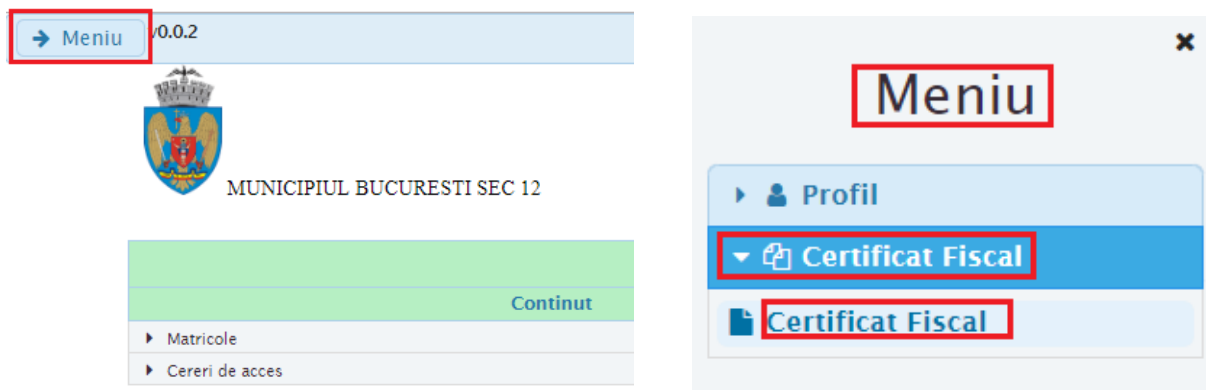 Meniu v0.0.2
MUNICIPIUL BUCURESTI SEC 12
Continut
Matricole
Cereri de acces
Meniu
Profil
Certificat Fiscal
Certificat Fiscal